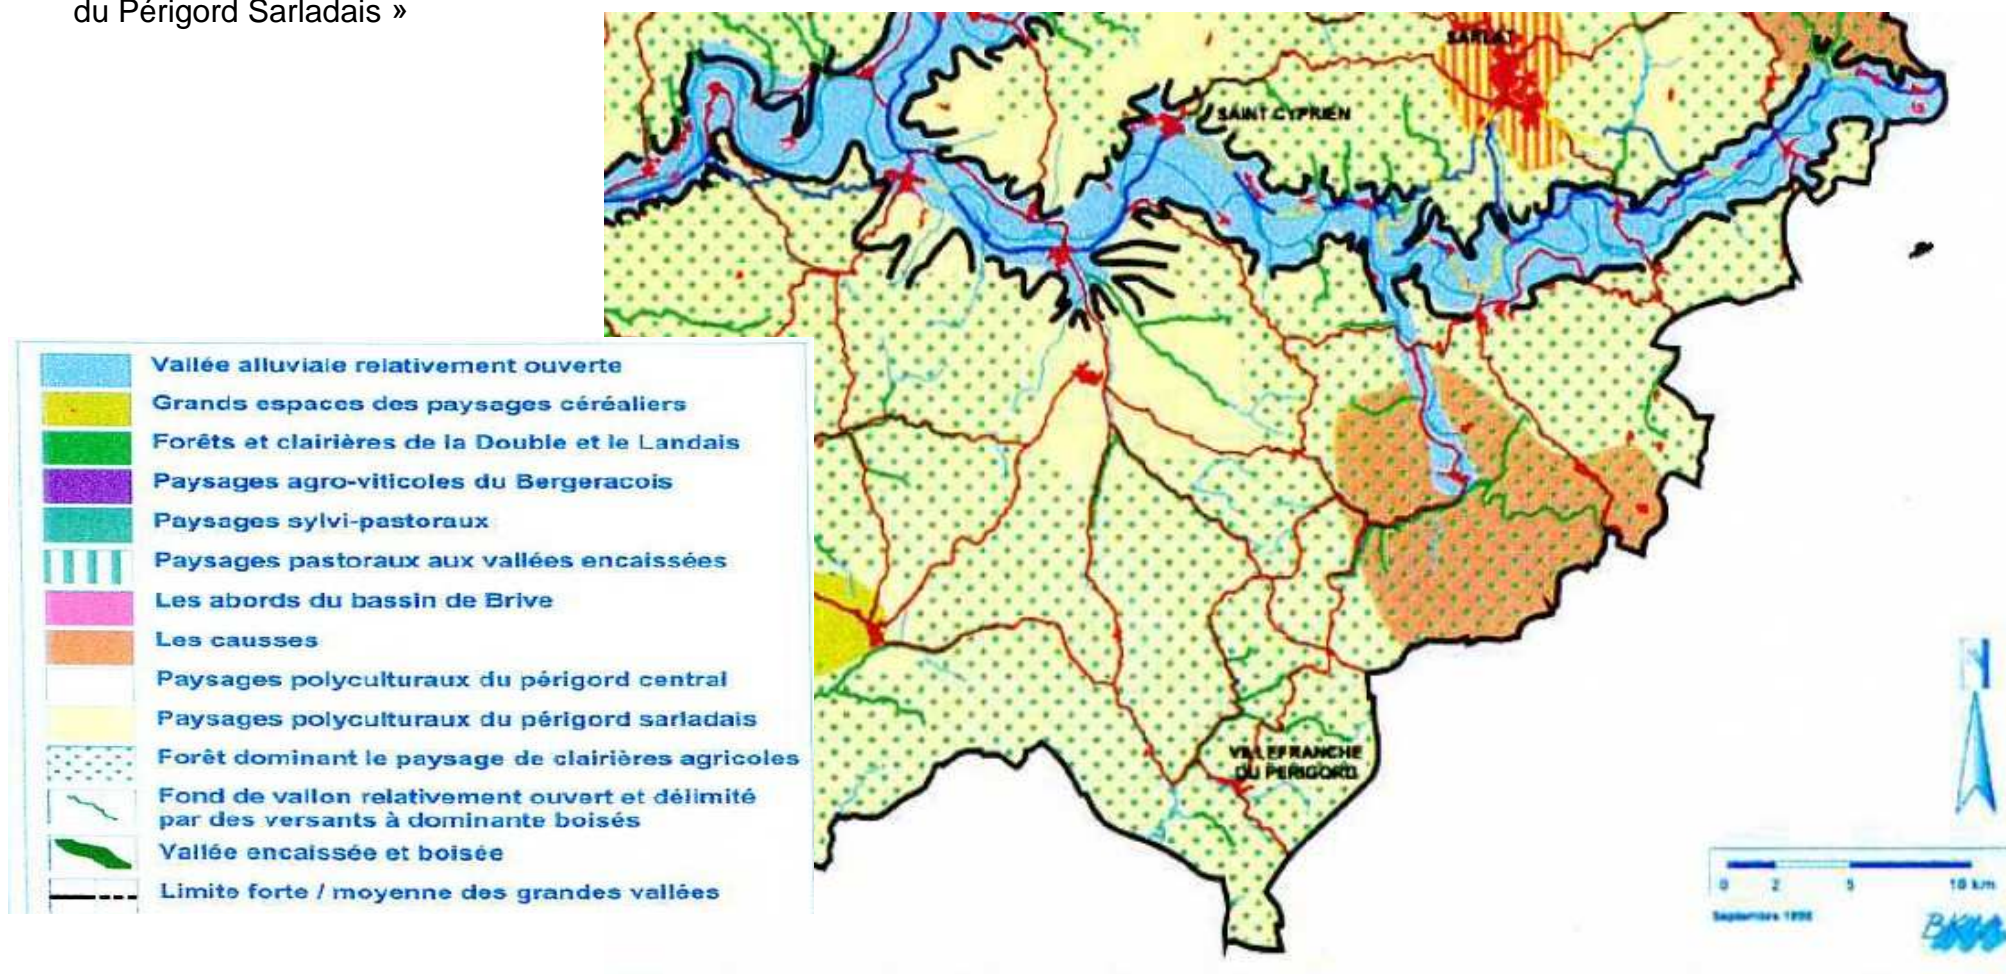 du Périgord Sarladais »
SARLAT
SAINT CYPRIEN
Vallée alluviale relativement ouverte
Grands espaces des paysages céréaliers
Forêts et clairières de la Double et le Landais
Paysages agro-viticoles du Bergeracois
Paysages sylvi-pastoraux
Paysages pastoraux aux vallées encaissées
Les abords du bassin de Brive
Les causses
Paysages polyculturaux du périgord central
Paysages polyculturaux du périgord sarladais
Forêt dominant le paysage de clairières agricoles
Fond de vallon relativement ouvert et délimité
par des versants à dominante boisés
Vallée encaissée et boisée
Limite forte / moyenne des grandes vallées
VILLEFRANCHE
DU PERIGORD
N
0 2 5 10 km
Septembre 1998